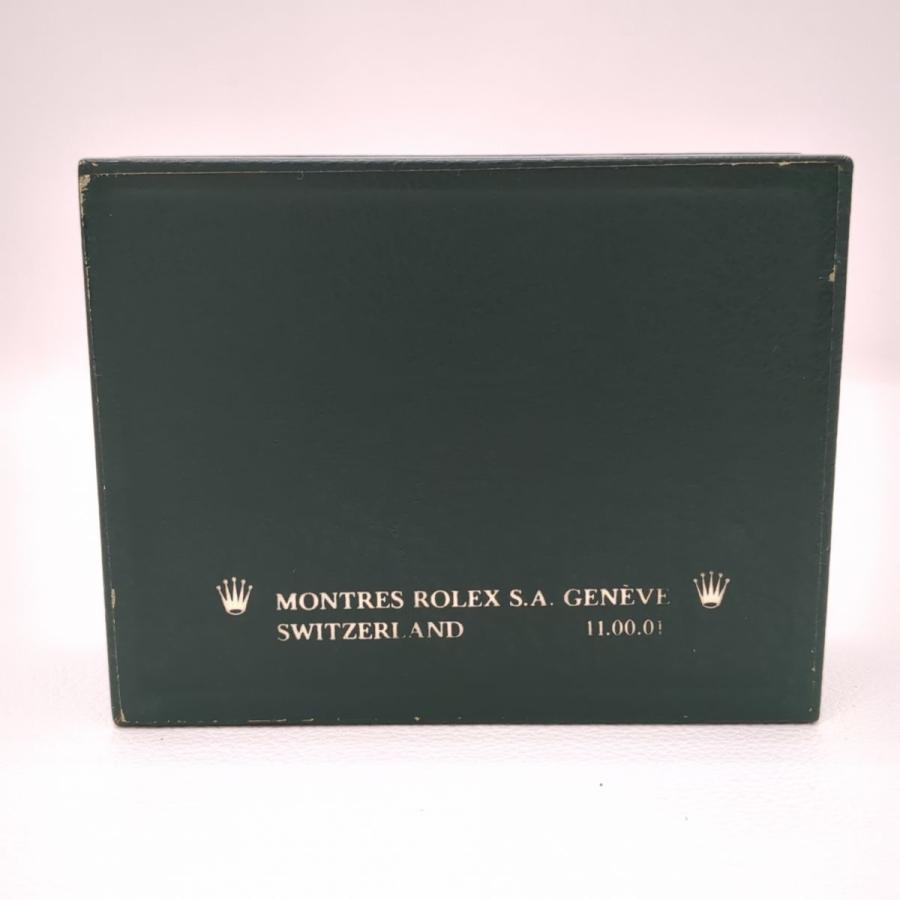 MONTRES ROLEX S.A. GENÈVE
SWITZERLAND 11.00.01